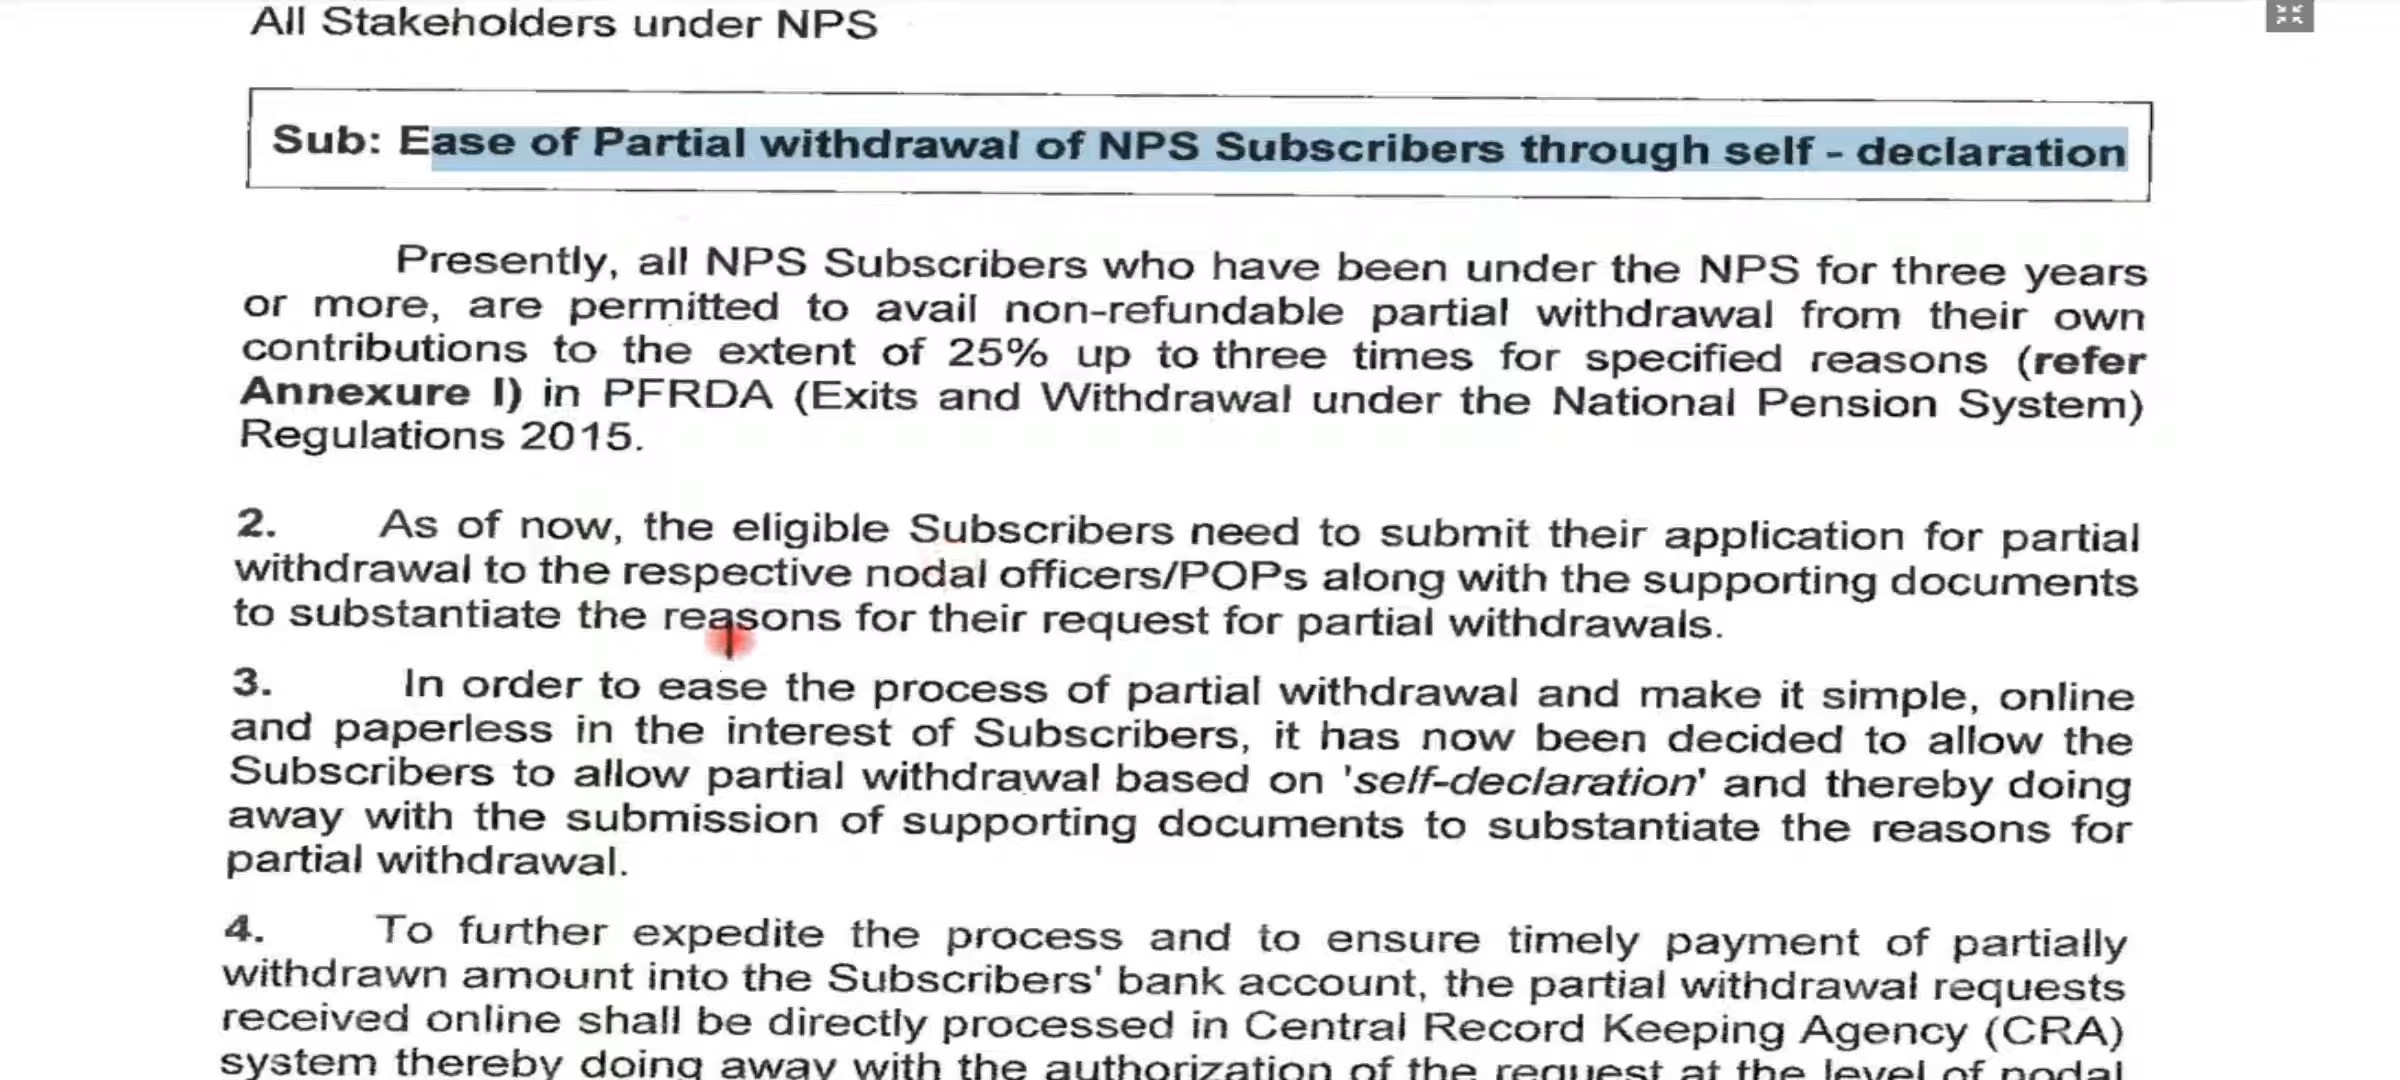 All Stakeholders under NPS
Sub: Ease of Partial withdrawal of NPS Subscribers through self - declaration
Presently, all NPS Subscribers who have been under the NPS for three years
or more, are permitted to avail non-refundable partial withdrawal from their own
contributions to the extent of 25% up to three times for specified reasons (refer
Annexure I) in PFRDA (Exits and Withdrawal under the National Pension System)
Regulations 2015.
2. As of now, the eligible Subscribers need to submit their application for partial
withdrawal to the respective nodal officers/POPs along with the supporting documents
to substantiate the reasons for their request for partial withdrawals.
3. In order to ease the process of partial withdrawal and make it simple, online
and paperless in the interest of Subscribers, it has now been decided to allow the
Subscribers to allow partial withdrawal based on 'self-declaration' and thereby doing
away with the submission of supporting documents to substantiate the reasons for
partial withdrawal.
4. To further expedite the process and to ensure timely payment of partially
withdrawn amount into the Subscribers' bank account, the partial withdrawal requests
received online shall be directly processed in Central Record Keeping Agency (CRA)
system thereby doing away with the authorization of the request at the level of nodal